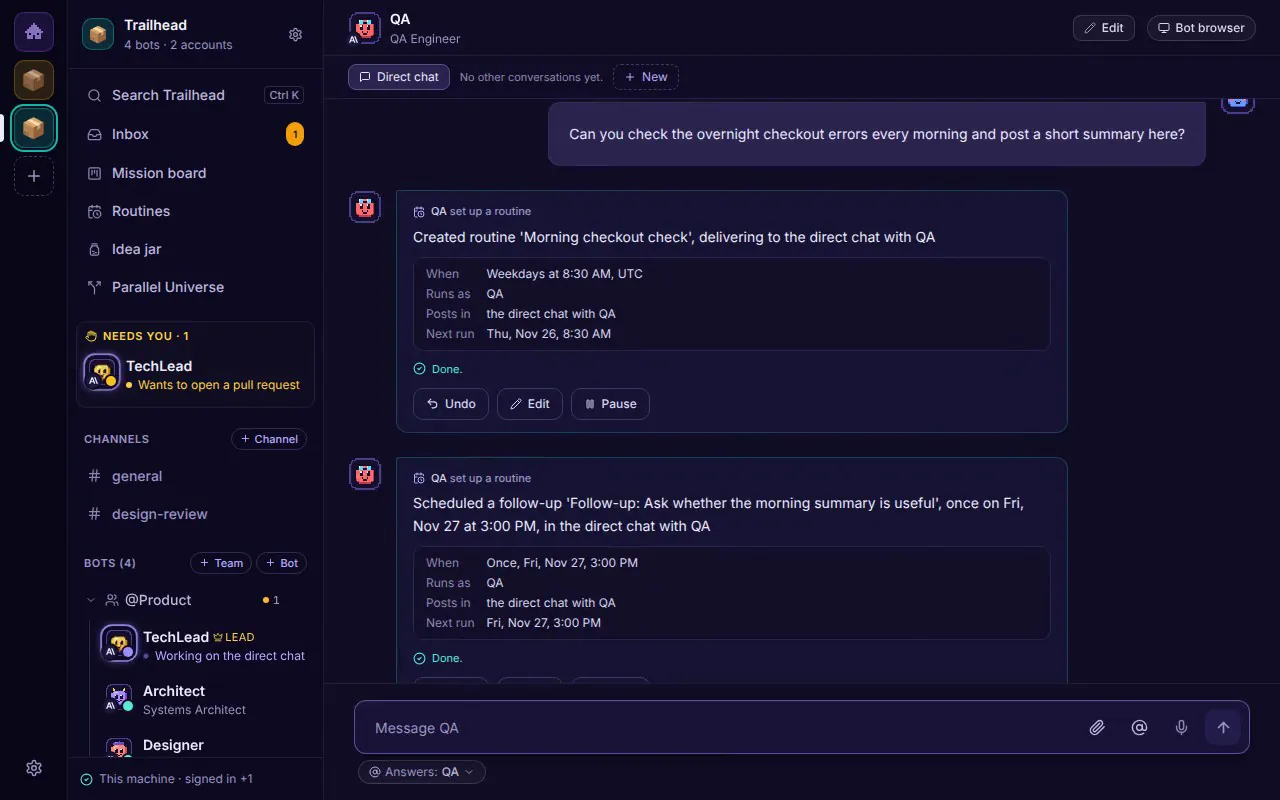 Trailhead
4 bots · 2 accounts
Search Trailhead
Ctrl K
Inbox
1
Mission board
Routines
Idea jar
Parallel Universe
NEEDS YOU · 1
TechLead
Wants to open a pull request
CHANNELS
+ Channel
# general
# design-review
BOTS (4)
+ Team
+ Bot
@Product
1
TechLead LEAD
Working on the direct chat
Architect
Systems Architect
Designer
This machine · signed in +1
QA
QA Engineer
Edit
Bot browser
Direct chat
No other conversations yet.
+ New
Can you check the overnight checkout errors every morning and post a short summary here?
QA set up a routine
Created routine 'Morning checkout check', delivering to the direct chat with QA
When Weekdays at 8:30 AM, UTC
Runs as QA
Posts in the direct chat with QA
Next run Thu, Nov 26, 8:30 AM
Done.
Undo
Edit
Pause
QA set up a routine
Scheduled a follow-up 'Follow-up: Ask whether the morning summary is useful', once on Fri,
Nov 27 at 3:00 PM, in the direct chat with QA
When Once, Fri, Nov 27, 3:00 PM
Runs as QA
Posts in the direct chat with QA
Next run Fri, Nov 27, 3:00 PM
Done.
Message QA
@ Answers: QA